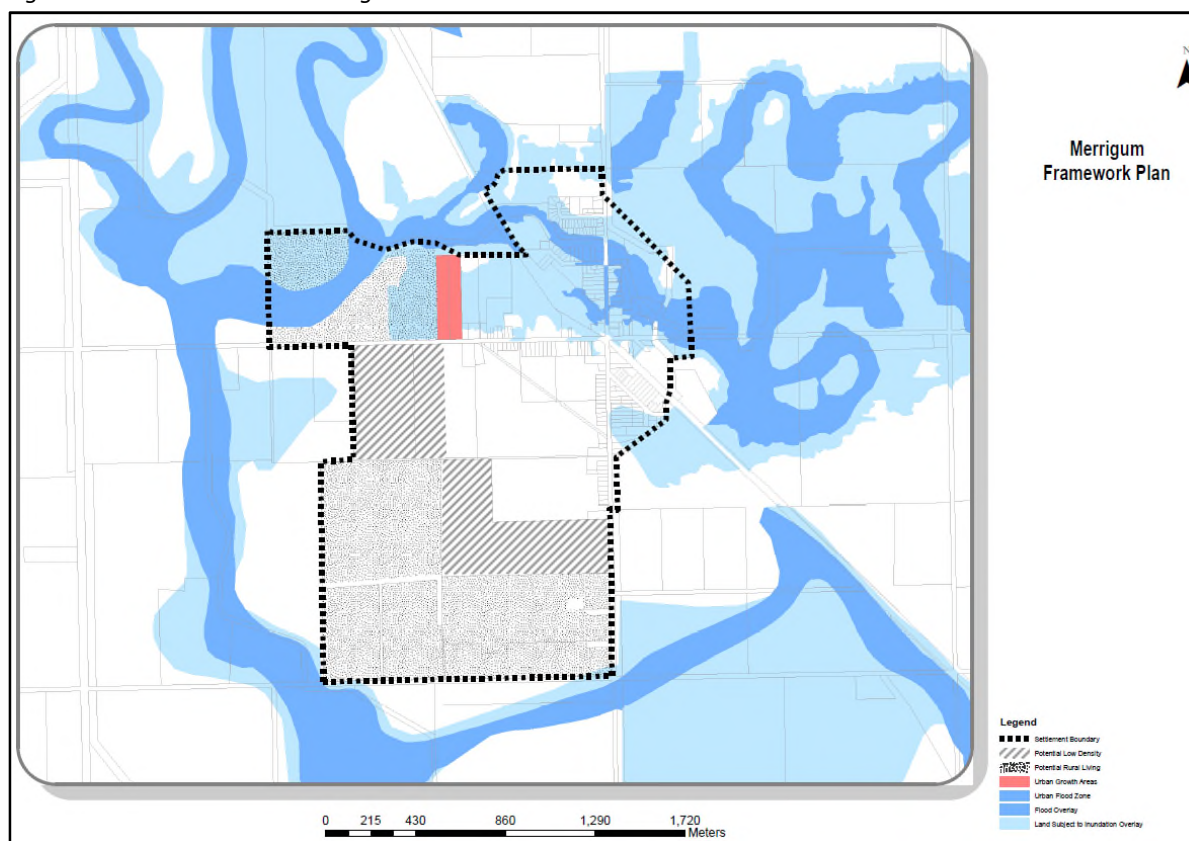 N
Merrigum
Framework Plan
Legend
Settlement Boundary
Potential Low Density
Potential Rural Living
Urban Growth Areas
Urban Flood Zone
Flood Overlay
Land Subject to Inundation Overlay
0 215 430 860 1,290 1,720
Meters